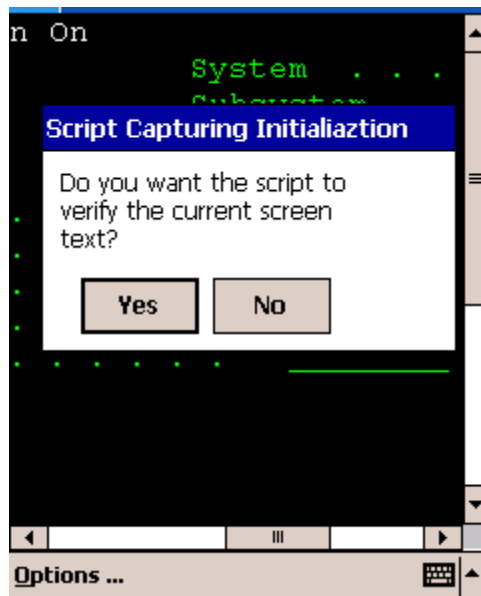 n On
System . . .
Subsystem
Script Capturing Initialiaztion
Do you want the script to
verify the current screen
text?
Yes No
.
.
.
.
. . . . . .
Options ...